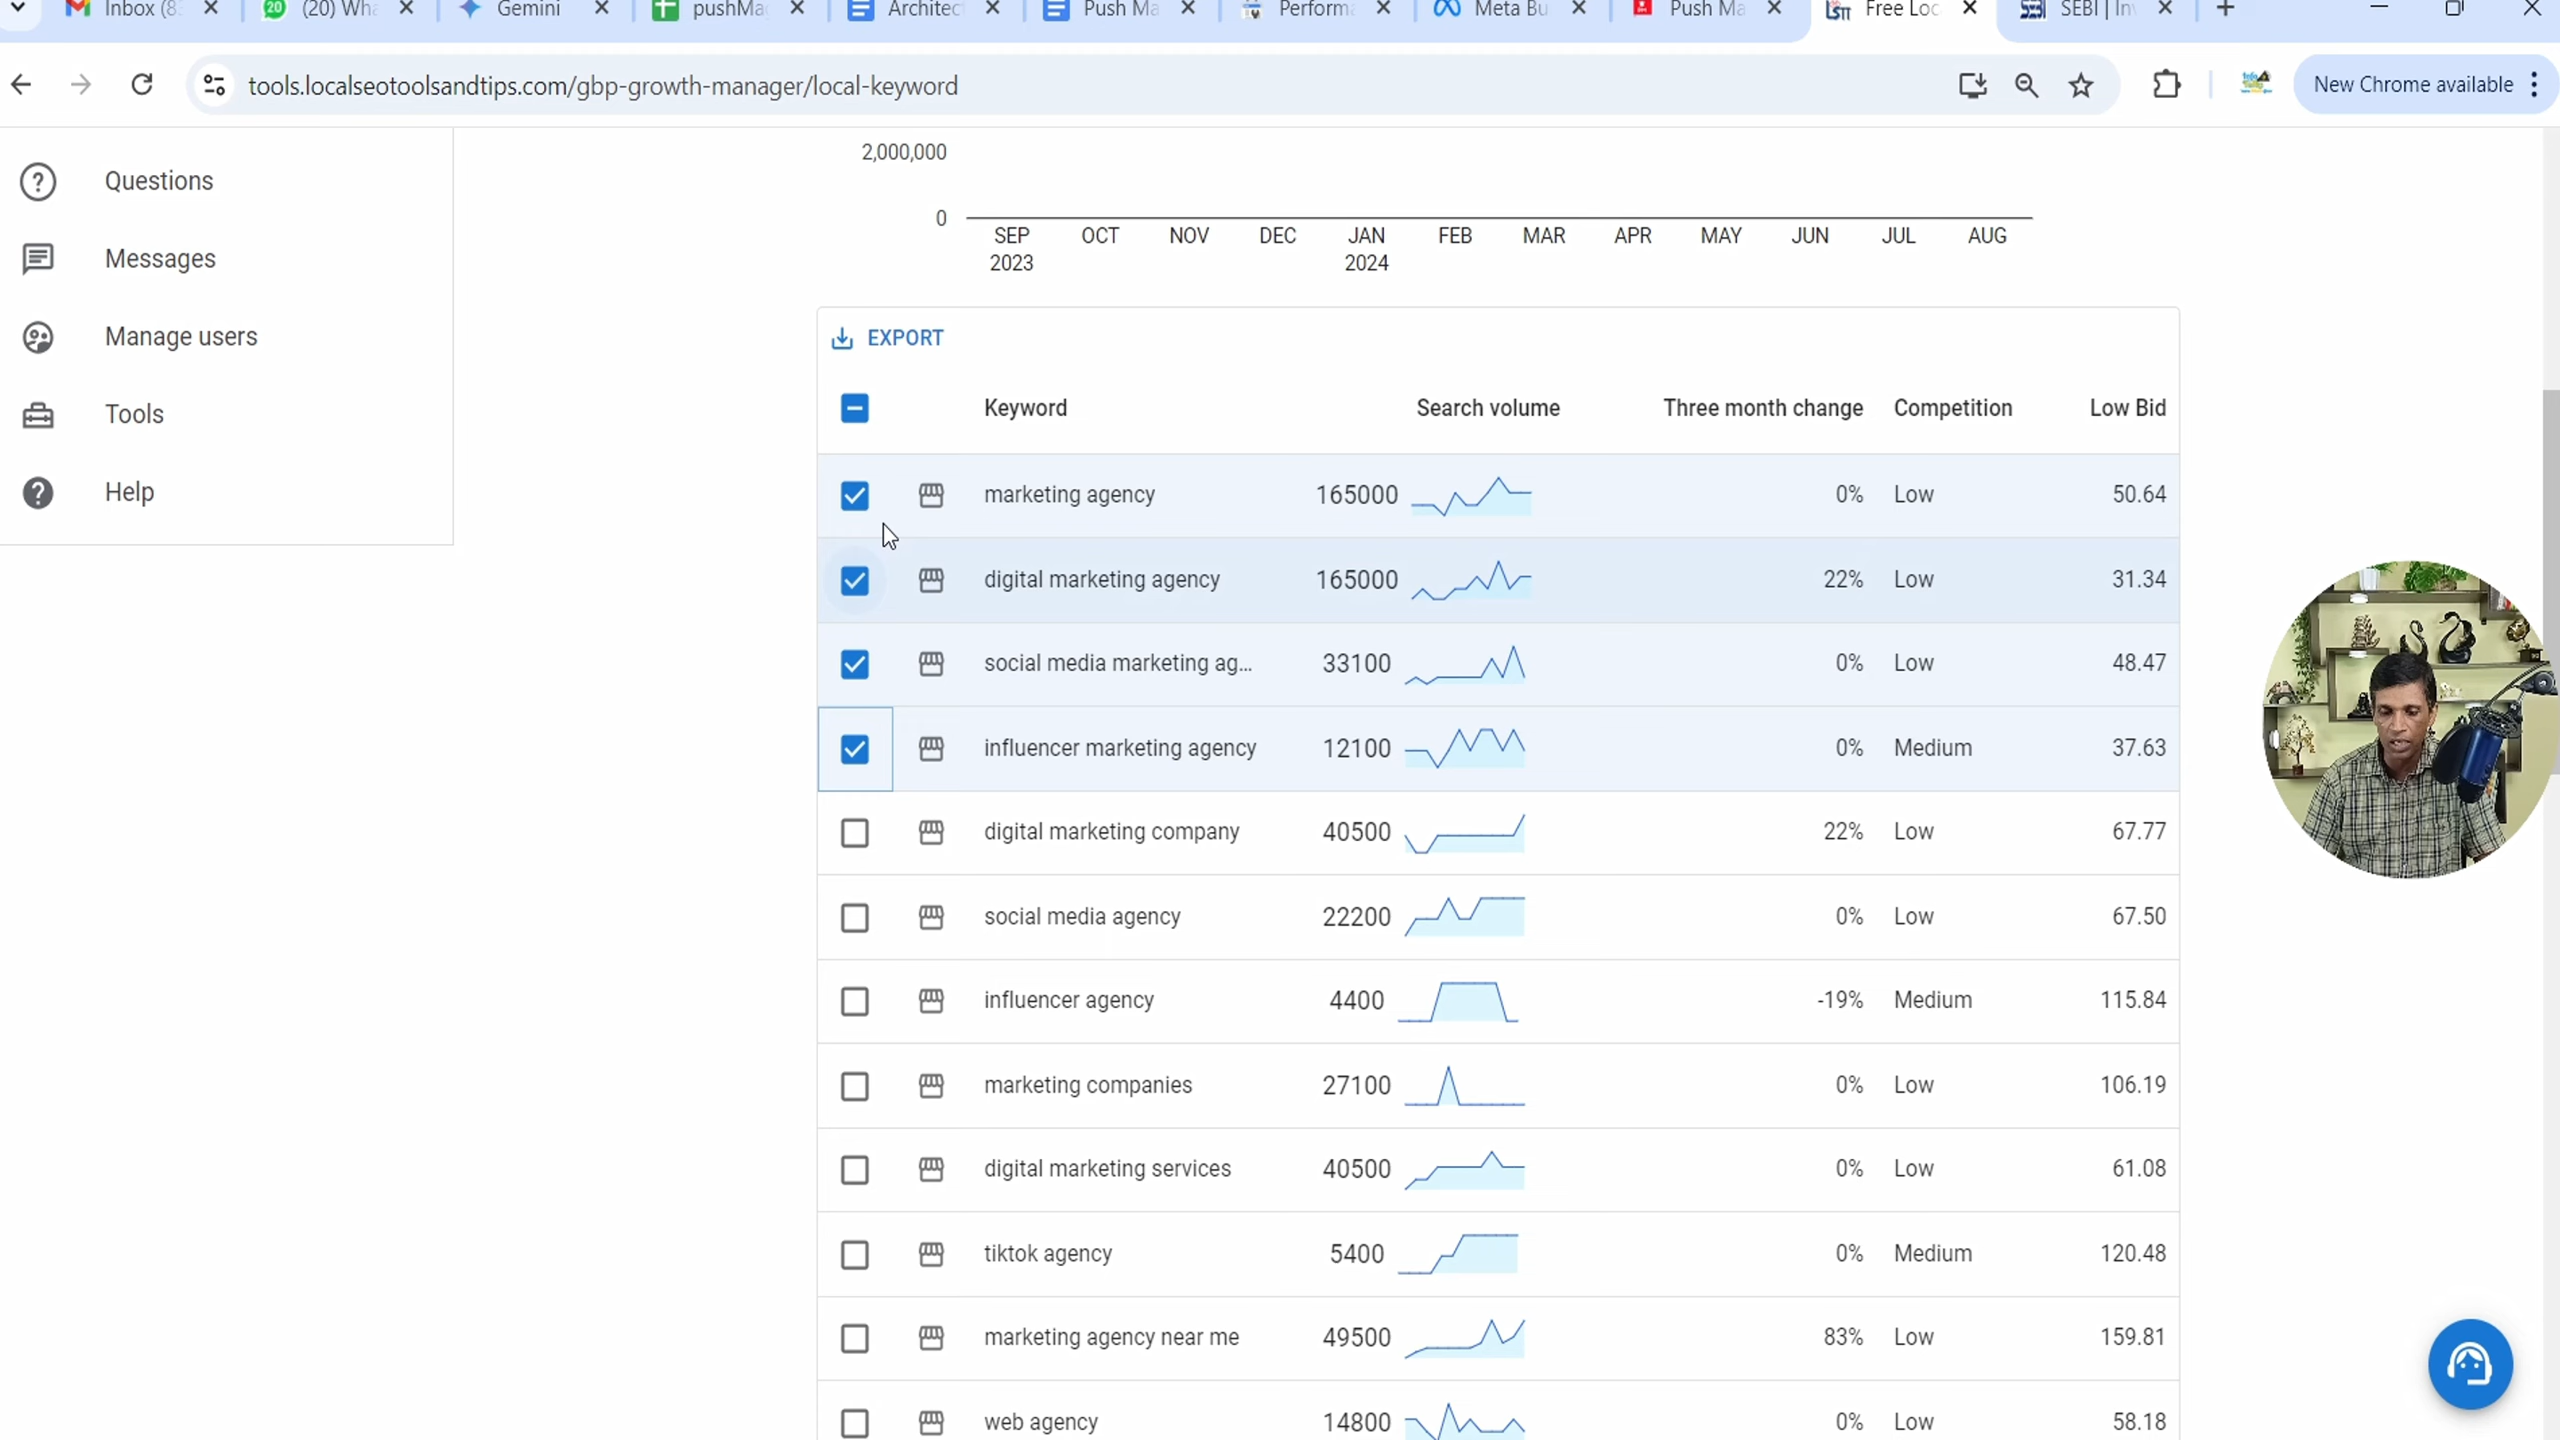 Inbox (8
20
(20) Wha
Gemini
pushMa
Architec
Push Ma
Perform
Meta Bu
Push Ma
Free Loc
SEBI | In
tools.localseotoolsandtips.com/gbp-growth-manager/local-keyword
New Chrome available
Questions
Messages
Manage users
Tools
Help
2,000,000
0
SEP OCT NOV DEC JAN FEB MAR APR MAY JUN JUL AUG
2023 2024
EXPORT
Keyword Search volume Three month change Competition Low Bid
marketing agency 165000 0% Low 50.64
digital marketing agency 165000 22% Low 31.34
social media marketing ag... 33100 0% Low 48.47
influencer marketing agency 12100 0% Medium 37.63
digital marketing company 40500 22% Low 67.77
social media agency 22200 0% Low 67.50
influencer agency 4400 -19% Medium 115.84
marketing companies 27100 0% Low 106.19
digital marketing services 40500 0% Low 61.08
tiktok agency 5400 0% Medium 120.48
marketing agency near me 49500 83% Low 159.81
web agency 14800 0% Low 58.18